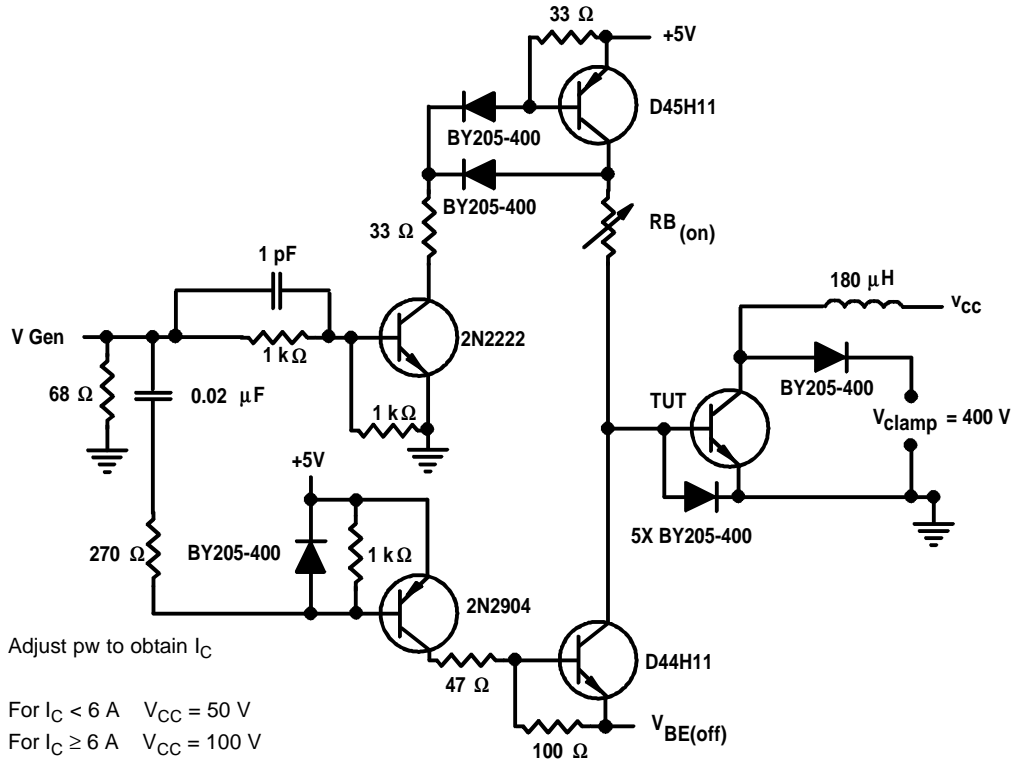 33 Ω
+5V
D45H11
BY205-400
BY205-400
33 Ω
RB(on)
1 pF
180 μH
vcc
V Gen
1 kΩ
2N2222
BY205-400
68 Ω
0.02 μF
1 kΩ
TUT
Vclamp = 400 V
+5V
5X BY205-400
270 Ω
BY205-400
1 kΩ
2N2904
Adjust pw to obtain IC
D44H11
47 Ω
For IC < 6 A VCC = 50 V
VBE(off)
For IC ≥ 6 A VCC = 100 V
100 Ω